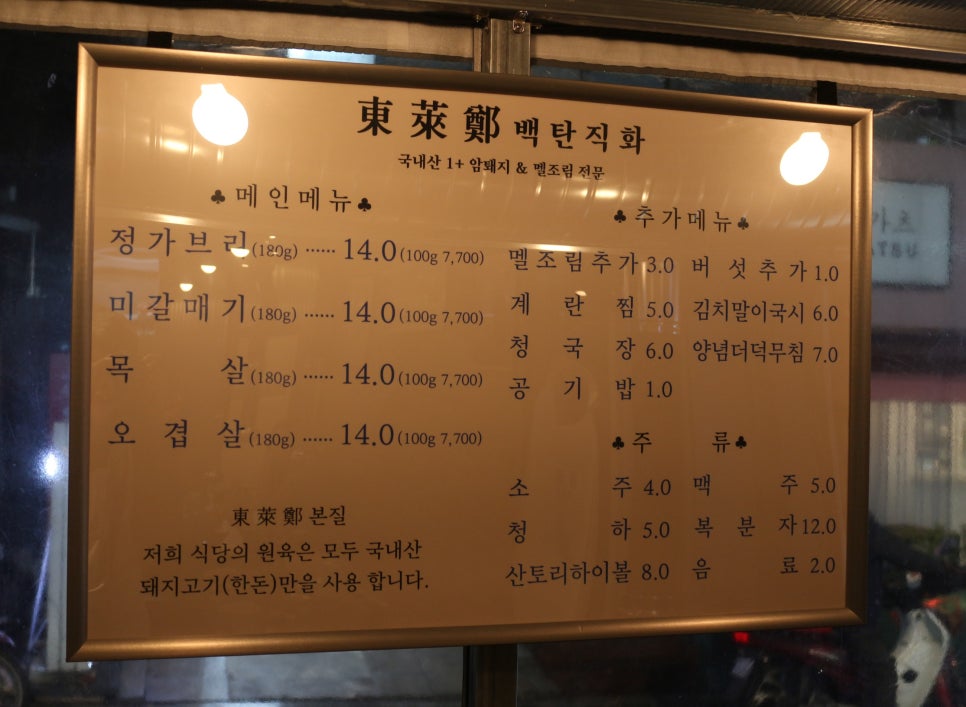 東萊鄭 백탄직화
국내산 1+ 암퇘지 & 멜조림 전문
♣ 메인메뉴 ♣
정가브리(180g) ...... 14.0(100g 7,700)
미갈매기(180g) ...... 14.0(100g 7,700)
목살(180g) ...... 14.0(100g 7,700)
오겹살(180g) ...... 14.0(100g 7,700)
東萊鄭 본질
저희 식당의 원육은 모두 국내산
돼지고기(한돈)만을 사용 합니다.
♣ 추가메뉴 ♣
멜조림추가 3.0 버섯추가 1.0
계란찜 5.0 김치말이국시 6.0
청국장 6.0 양념더덕무침 7.0
공기밥 1.0
♣ 주류 ♣
소주 4.0 맥주 5.0
청하 5.0 복분자 12.0
산토리하이볼 8.0 음료 2.0